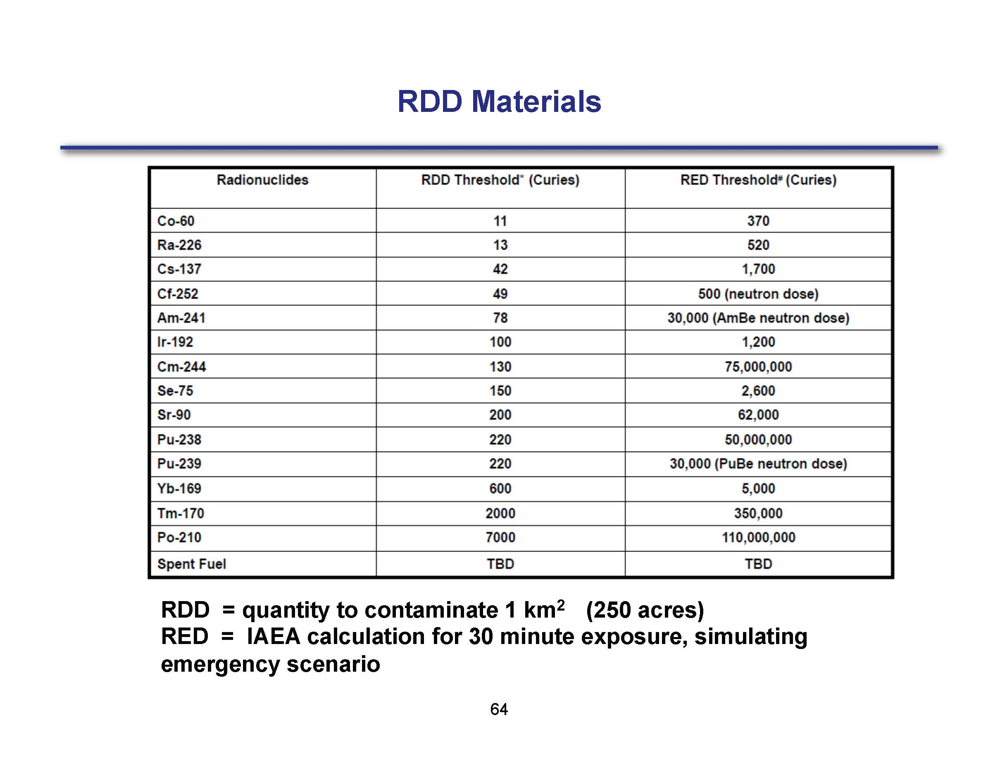 RDD Materials
Radionuclides RDD Threshold* (Curies) RED Threshold# (Curies)
Co-60 11 370
Ra-226 13 520
Cs-137 42 1,700
Cf-252 49 500 (neutron dose)
Am-241 78 30,000 (AmBe neutron dose)
Ir-192 100 1,200
Cm-244 130 75,000,000
Se-75 150 2,600
Sr-90 200 62,000
Pu-238 220 50,000,000
Pu-239 220 30,000 (PuBe neutron dose)
Yb-169 600 5,000
Tm-170 2000 350,000
Po-210 7000 110,000,000
Spent Fuel TBD TBD
RDD = quantity to contaminate 1 km² (250 acres)
RED = IAEA calculation for 30 minute exposure, simulating
emergency scenario
64